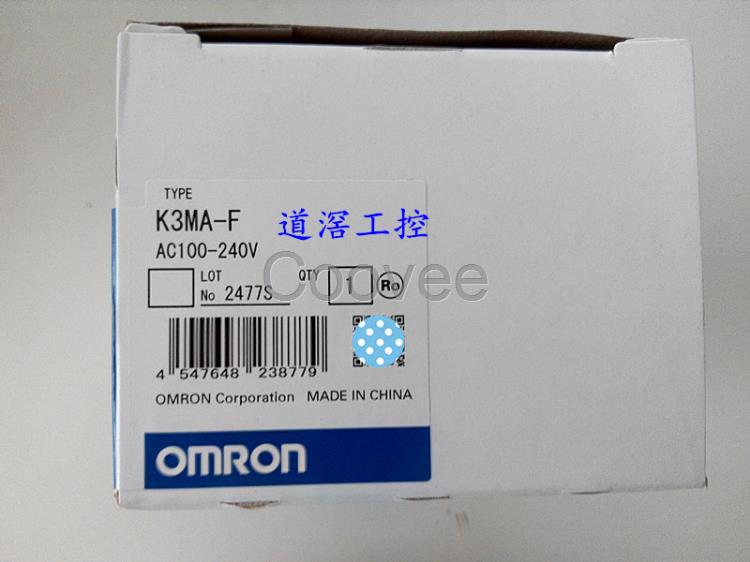 TYPE
K3MA-F
道滘工控
AC100-240V
LOT
No 2477S
QTY
1
Ro
Coovee
4 547648 238779
OMRON Corporation MADE IN CHINA
OMRON